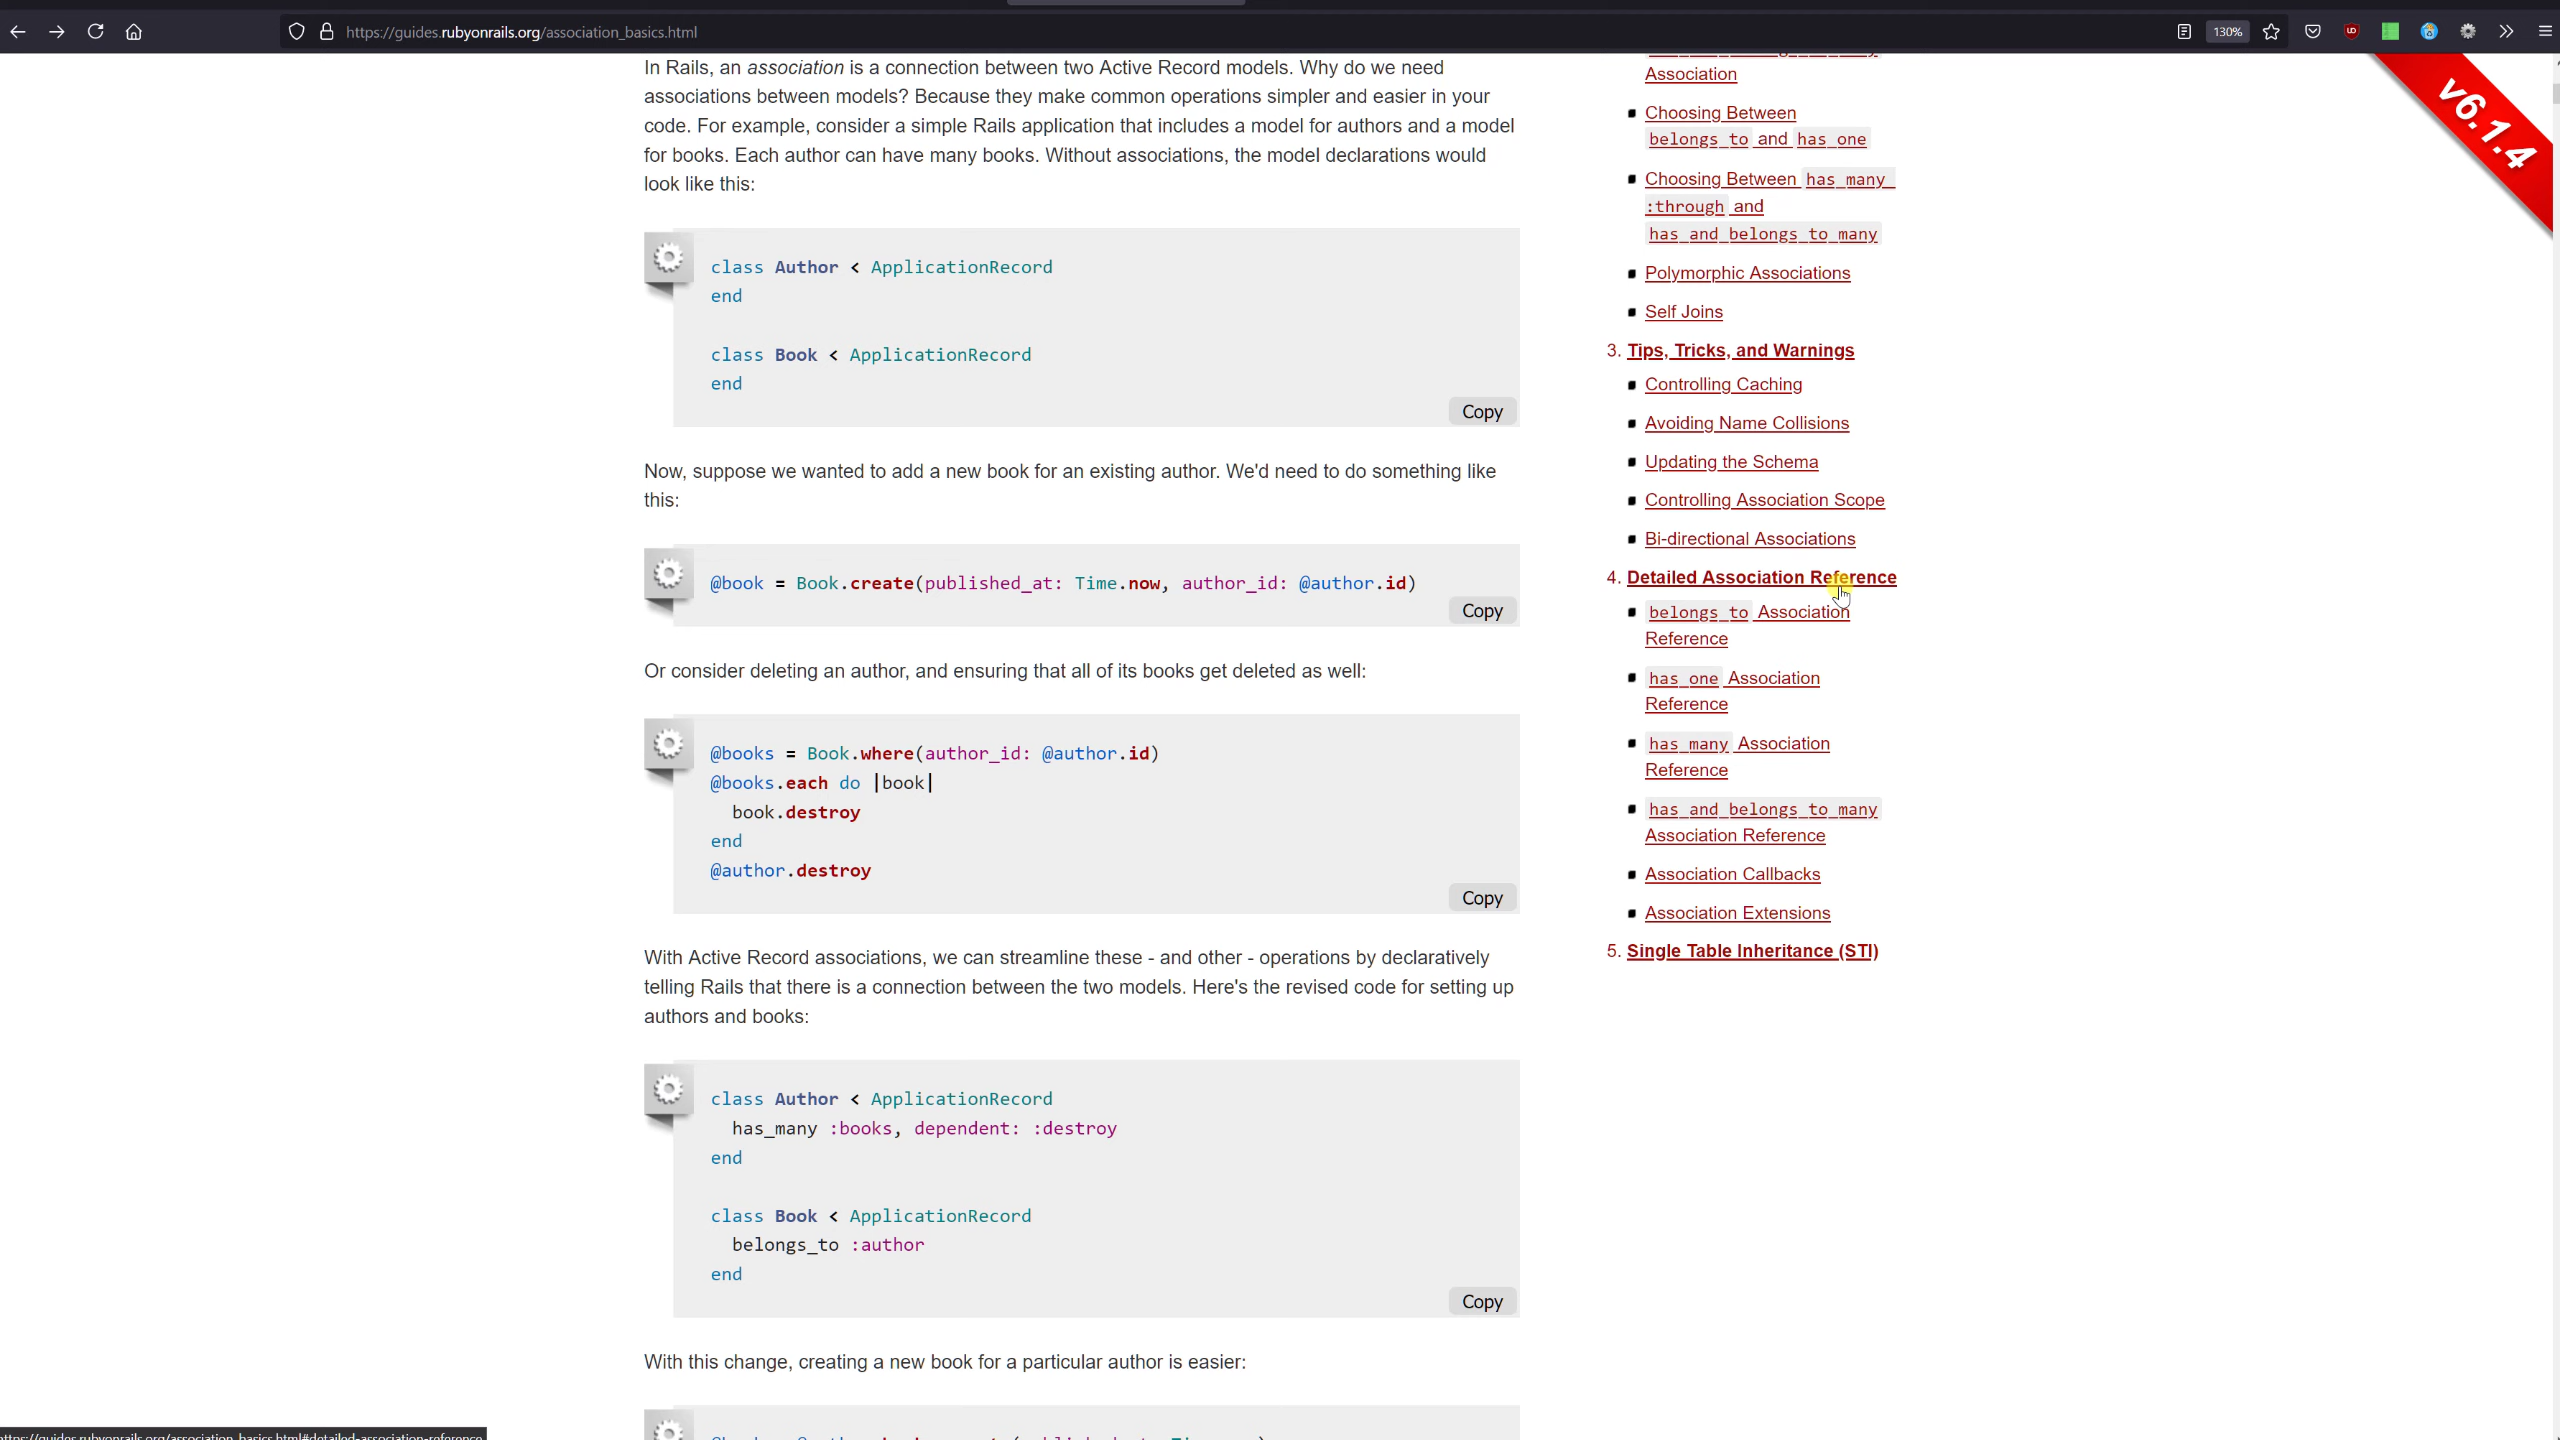 https://guides.rubyonrails.org/association_basics.html
130%
In Rails, an association is a connection between two Active Record models. Why do we need
associations between models? Because they make common operations simpler and easier in your
code. For example, consider a simple Rails application that includes a model for authors and a model
for books. Each author can have many books. Without associations, the model declarations would
look like this:
class Author < ApplicationRecord
end
class Book < ApplicationRecord
end
Copy
Now, suppose we wanted to add a new book for an existing author. We'd need to do something like
this:
@book = Book.create(published_at: Time.now, author_id: @author.id)
Copy
Or consider deleting an author, and ensuring that all of its books get deleted as well:
@books = Book.where(author_id: @author.id)
@books.each do |book|
book.destroy
end
@author.destroy
Copy
With Active Record associations, we can streamline these - and other - operations by declaratively
telling Rails that there is a connection between the two models. Here's the revised code for setting up
authors and books:
class Author < ApplicationRecord
has_many :books, dependent: :destroy
end
class Book < ApplicationRecord
belongs_to :author
end
Copy
With this change, creating a new book for a particular author is easier:
Association
Choosing Between
belongs_to and has_one
Choosing Between has_many
:through and
has_and_belongs_to_many
Polymorphic Associations
Self Joins
3. Tips, Tricks, and Warnings
Controlling Caching
Avoiding Name Collisions
Updating the Schema
Controlling Association Scope
Bi-directional Associations
4. Detailed Association Reference
belongs_to Association
Reference
has_one Association
Reference
has_many Association
Reference
has_and_belongs_to_many
Association Reference
Association Callbacks
Association Extensions
5. Single Table Inheritance (STI)
v6.1.4
https://guides.rubyonrails.org/association_basics.html#detailed-association-reference